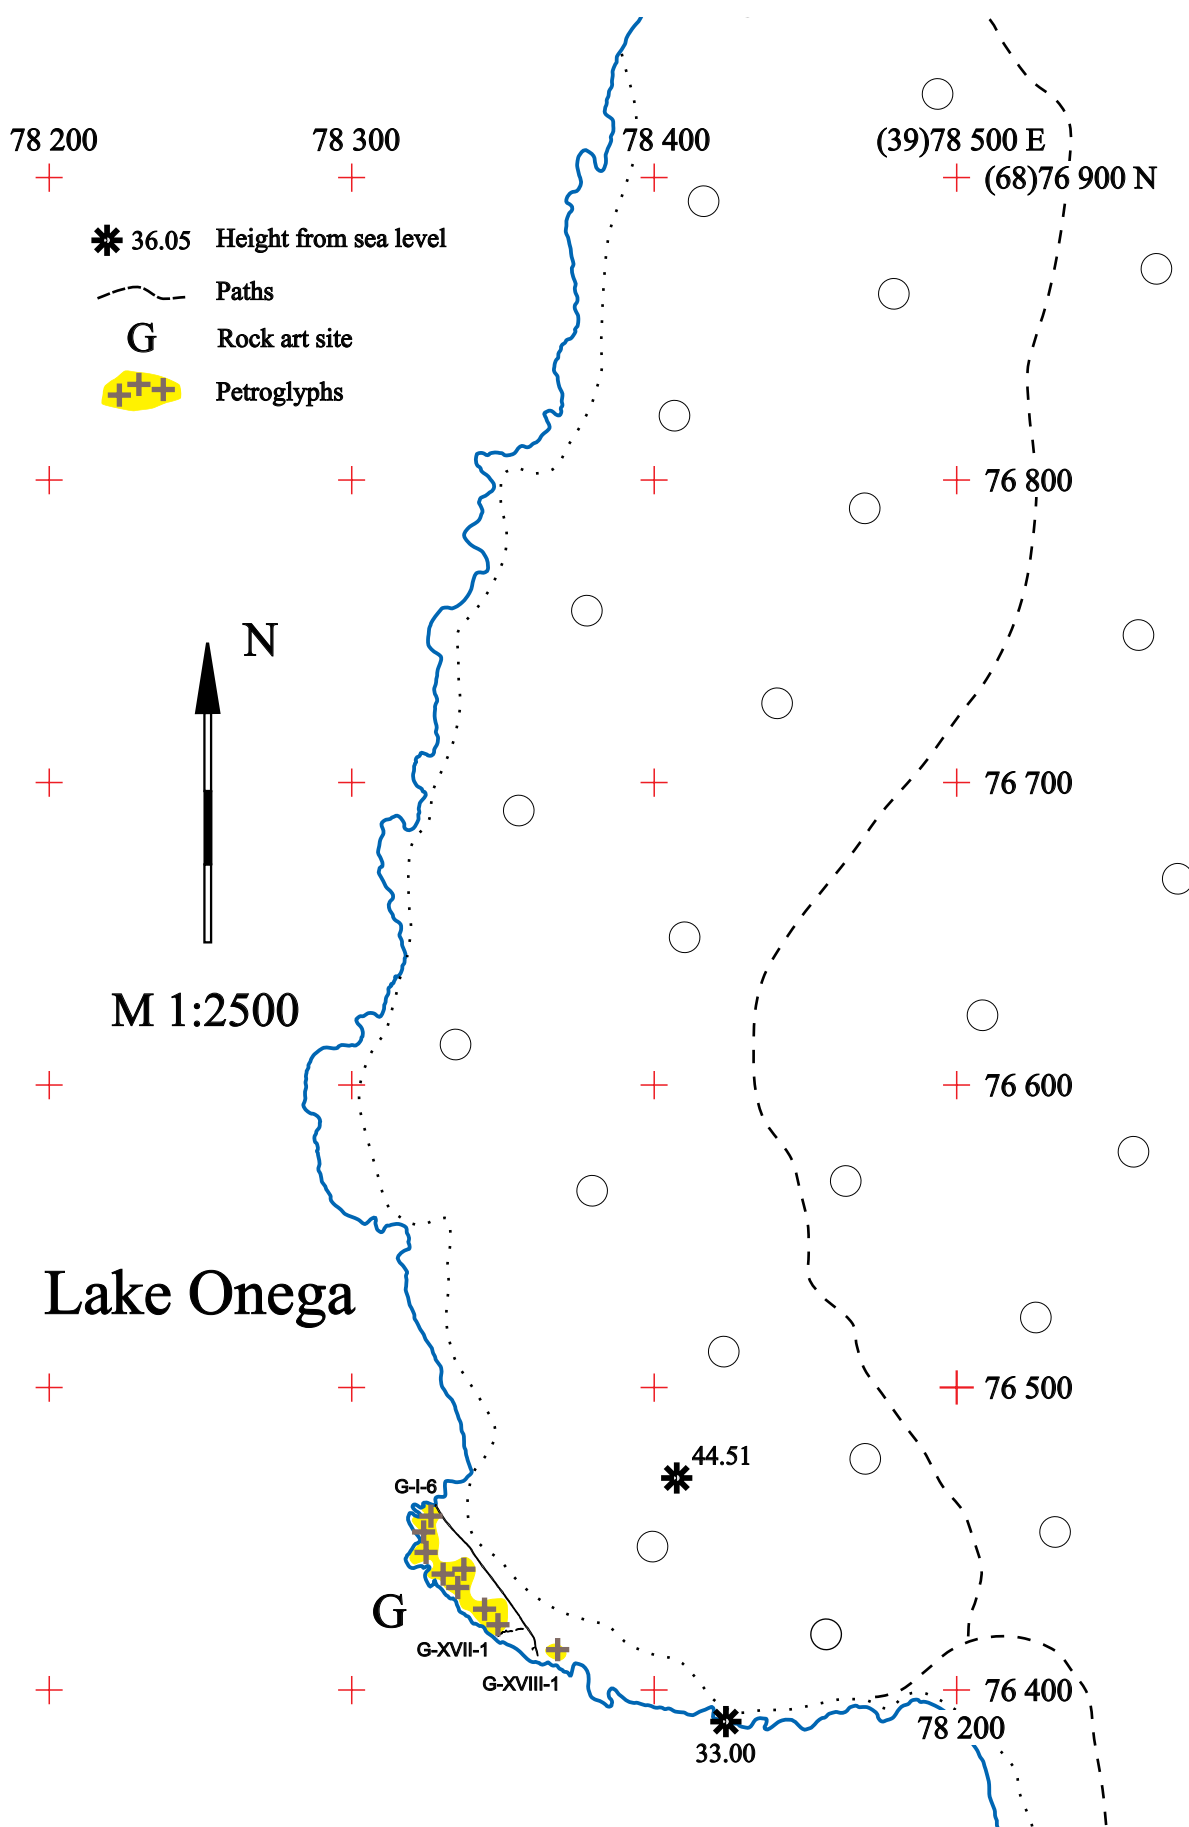 78 200
78 300
78 400
(39)78 500 E
(68)76 900 N
36.05 Height from sea level
Paths
G Rock art site
Petroglyphs
76 800
N
76 700
M 1:2500
76 600
Lake Onega
76 500
44.51
G-I-6
G
G-XVII-1
G-XVIII-1
76 400
78 200
33.00